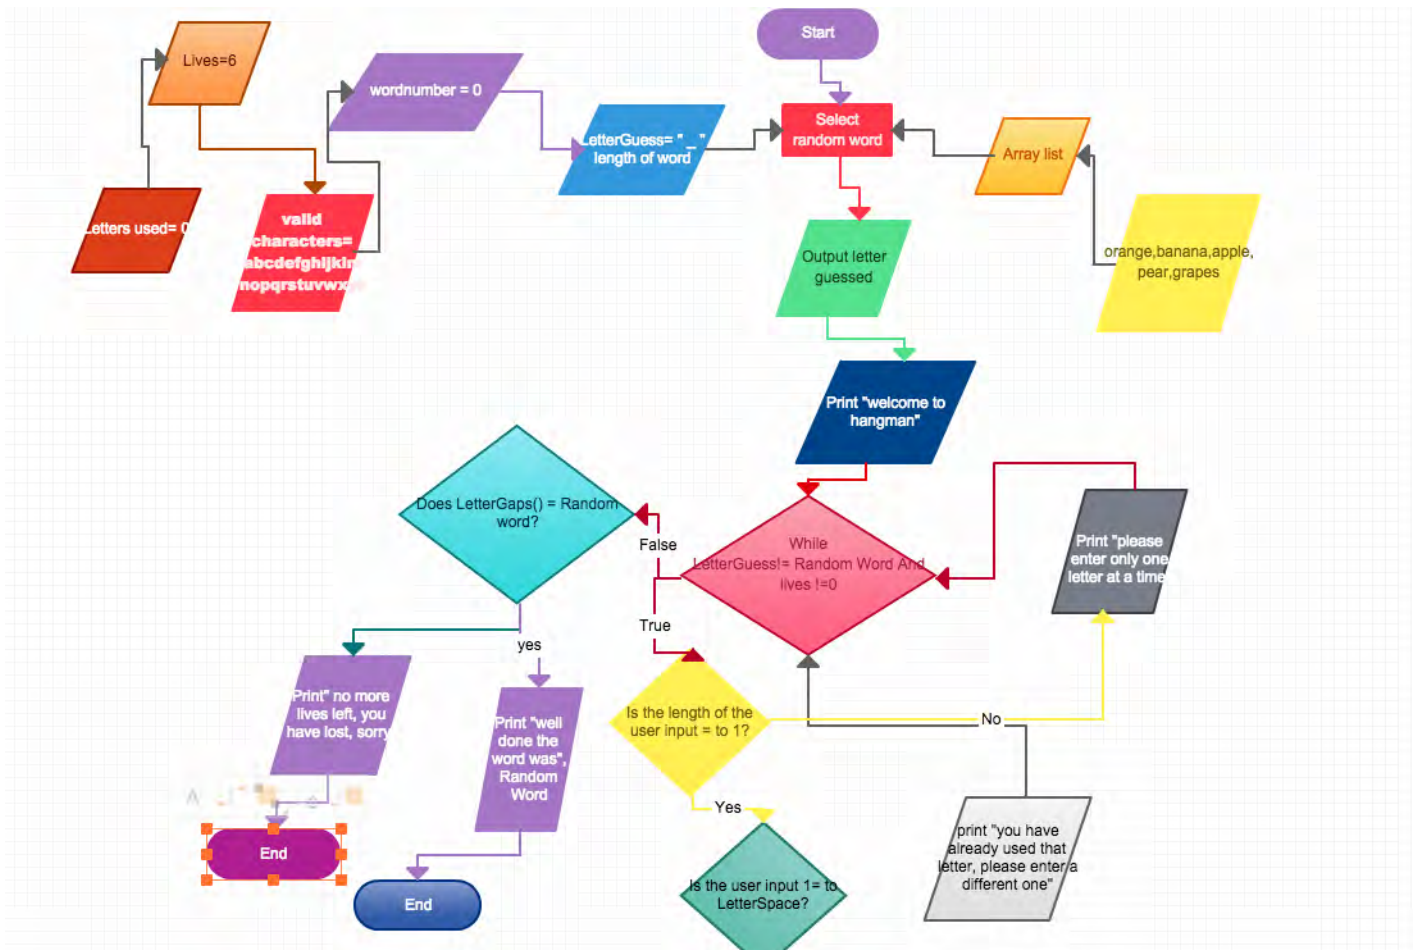 Start
Lives=6
wordnumber = 0
Select
random word
LetterGuess= " _ "
length of word
Array list
Letters used= 0
valid
characters=
abcdefghijklm
nopqrstuvwxy
orange,banana,apple,
pear,grapes
Output letter
guessed
Print "welcome to
hangman"
Does LetterGaps() = Random
word?
False
While
LetterGuess!= Random Word And
lives !=0
Print "please
enter only one
letter at a time
True
yes
Print" no more
lives left, you
have lost, sorry
Print "well
done the
word was",
Random
Word
Is the length of the
user input = to 1?
No
Yes
End
End
Is the user input 1= to
LetterSpace?
print "you have
already used that
letter, please enter a
different one"